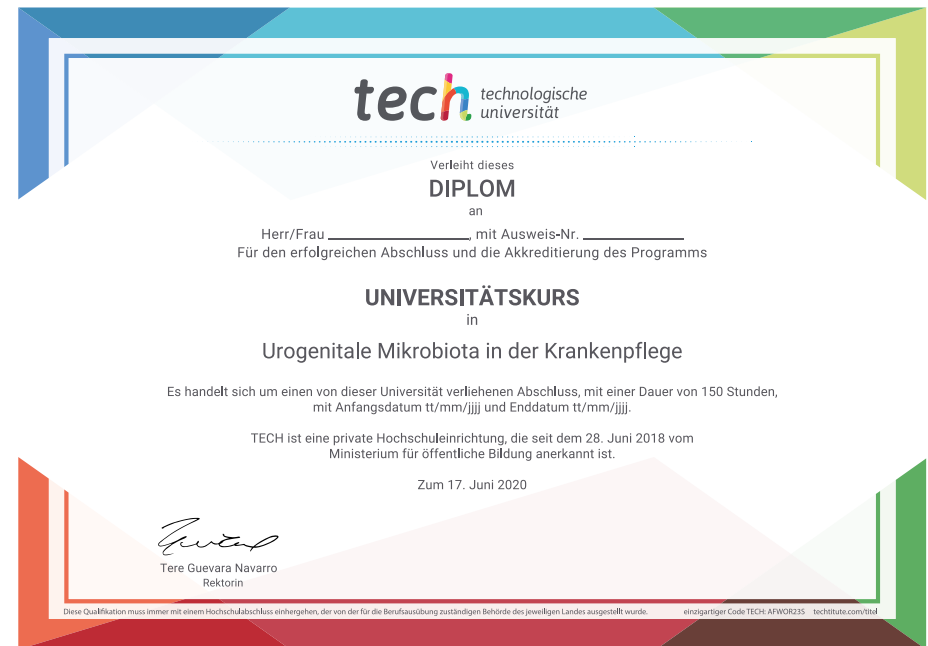 tech technologische
universität
Verleiht dieses
DIPLOM
an
Herr/Frau ____________, mit Ausweis-Nr. ____________
Für den erfolgreichen Abschluss und die Akkreditierung des Programms
UNIVERSITÄTSKURS
in
Urogenitale Mikrobiota in der Krankenpflege
Es handelt sich um einen von dieser Universität verliehenen Abschluss, mit einer Dauer von 150 Stunden,
mit Anfangsdatum tt/mm/jjjj und Enddatum tt/mm/jjjj.
TECH ist eine private Hochschuleinrichtung, die seit dem 28. Juni 2018 vom
Ministerium für öffentliche Bildung anerkannt ist.
Zum 17. Juni 2020
Tere Guevara Navarro
Rektorin
Diese Qualifikation muss immer mit einem Hochschulabschluss einhergehen, der von der für die Berufsausübung zuständigen Behörde des jeweiligen Landes ausgestellt wurde. einzigartiger Code TECH: AFWOR23S techtitute.com/titel